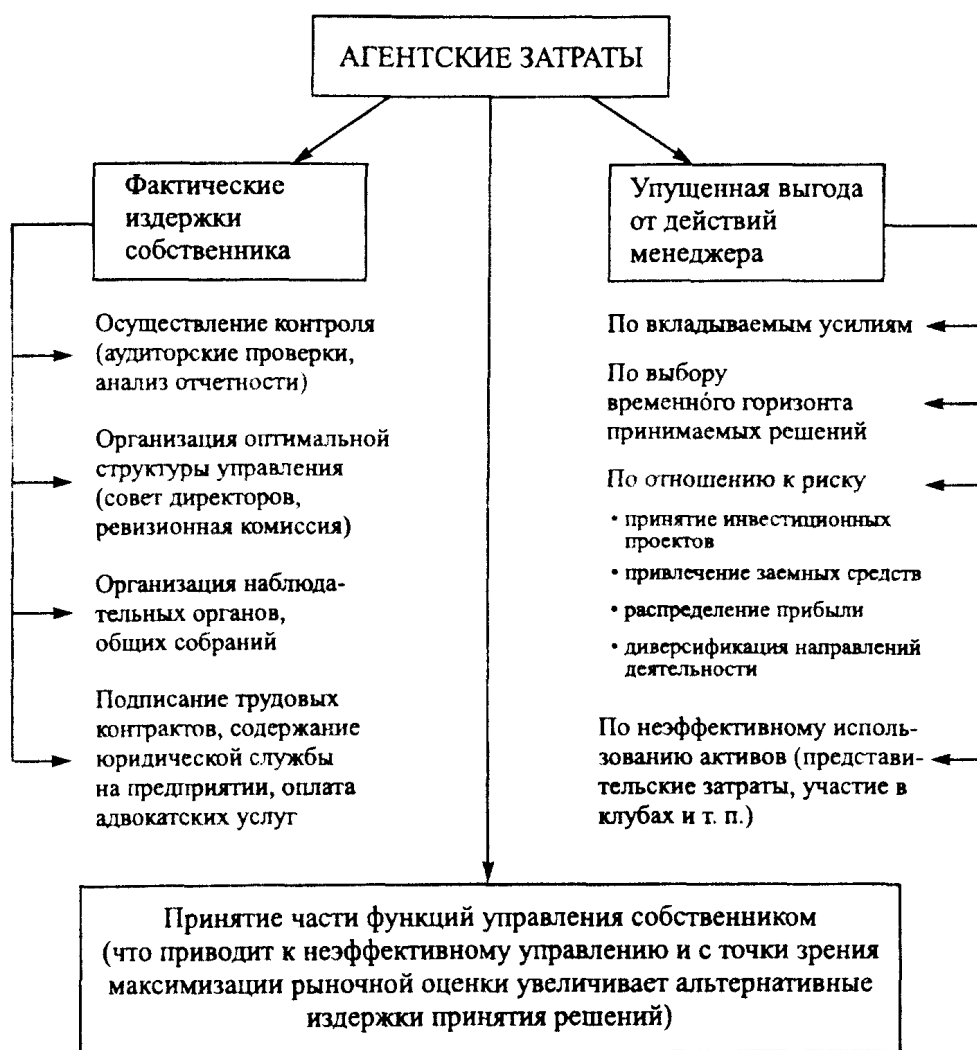 АГЕНТСКИЕ ЗАТРАТЫ
Фактические
издержки
собственника
Осуществление контроля
(аудиторские проверки,
анализ отчетности)
Организация оптимальной
структуры управления
(совет директоров,
ревизионная комиссия)
Организация наблюда-
тельных органов,
общих собраний
Подписание трудовых
контрактов, содержание
юридической службы
на предприятии, оплата
адвокатских услуг
Упущенная выгода
от действий
менеджера
По вкладываемым усилиям
По выбору
временно́го горизонта
принимаемых решений
По отношению к риску
• принятие инвестиционных
проектов
• привлечение заемных средств
• распределение прибыли
• диверсификация направлений
деятельности
По неэффективному исполь-
зованию активов (представи-
тельские затраты, участие в
клубах и т. п.)
Принятие части функций управления собственником
(что приводит к неэффективному управлению и с точки зрения
максимизации рыночной оценки увеличивает альтернативные
издержки принятия решений)